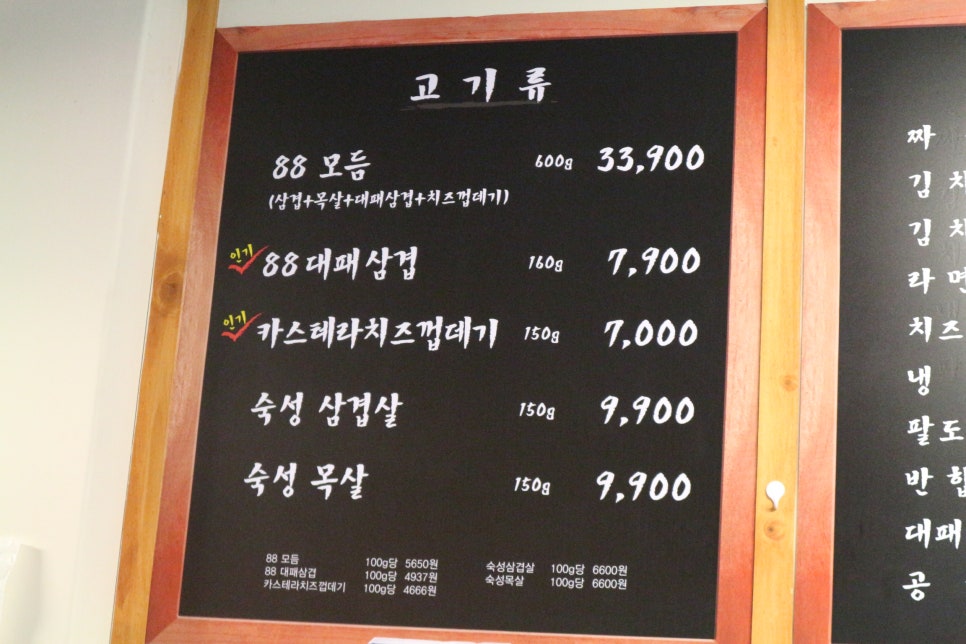 고기류
88 모듬 600g 33,900
(삼겹+목살+대패삼겹+치즈껍데기)
인기 88대패삼겹 160g 7,900
인기 카스테라치즈껍데기 150g 7,000
숙성 삼겹살 150g 9,900
숙성 목살 150g 9,900
88 모듬 100g당 5650원
88 대패삼겹 100g당 4937원
카스테라치즈껍데기 100g당 4666원
숙성삼겹살 100g당 6600원
숙성목살 100g당 6600원
짜
김치
김치
라면
치즈
냉
팔도
반합
대패
공